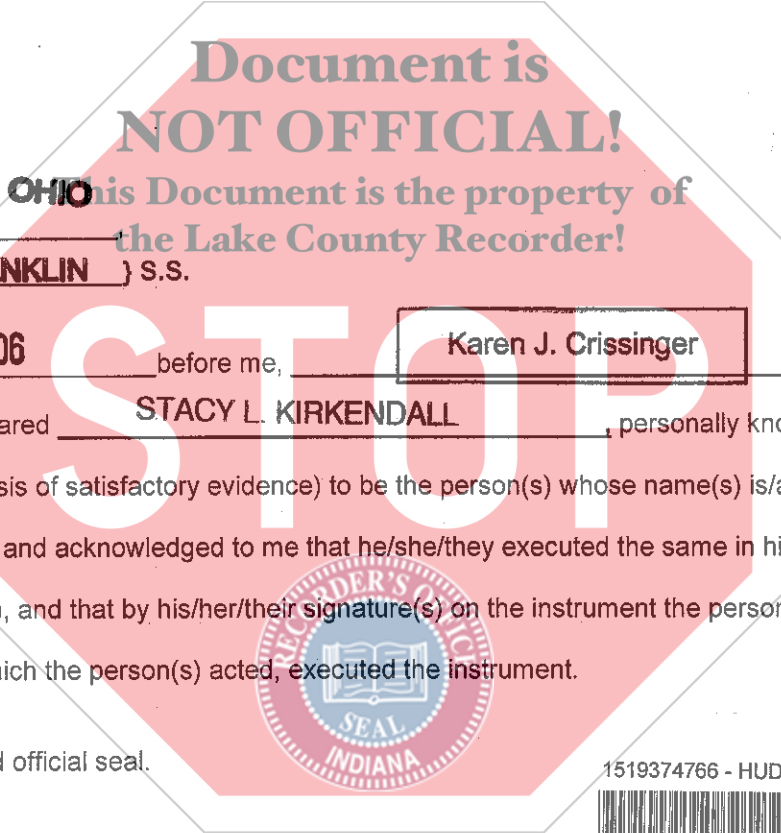 Document is
NOT OFFICIAL!
OHIO
This Document is the property of
the Lake County Recorder!
NKLIN } S.S.
06 before me, Karen J. Crissinger
ared STACY L. KIRKENDALL , personally kno
sis of satisfactory evidence) to be the person(s) whose name(s) is/a
and acknowledged to me that he/she/they executed the same in hi
, and that by his/her/their signature(s) on the instrument the person
ich the person(s) acted, executed the instrument.
STOP
RECORDER'S OFFICE
SEAL
INDIANA
d official seal.
1519374766 - HUD